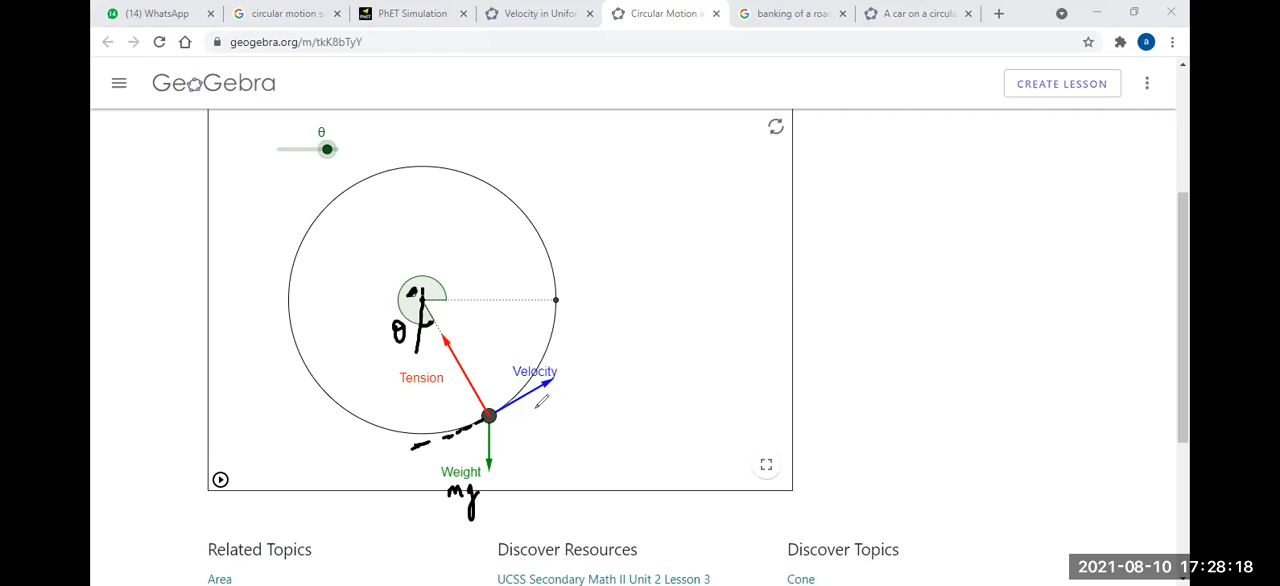 (14) WhatsApp
circular motion s
PhET Simulation
Velocity in Unifor
Circular Motion i
banking of a roa
A car on a circula
geogebra.org/m/tkK8bTyY
a
GeoGebra
CREATE LESSON
θ
θ
Tension
Velocity
Weight
mg
Related Topics
Discover Resources
Discover Topics
2021-08-10 17:28:18
Area
UCSS Secondary Math II Unit 2 Lesson 3
Cone